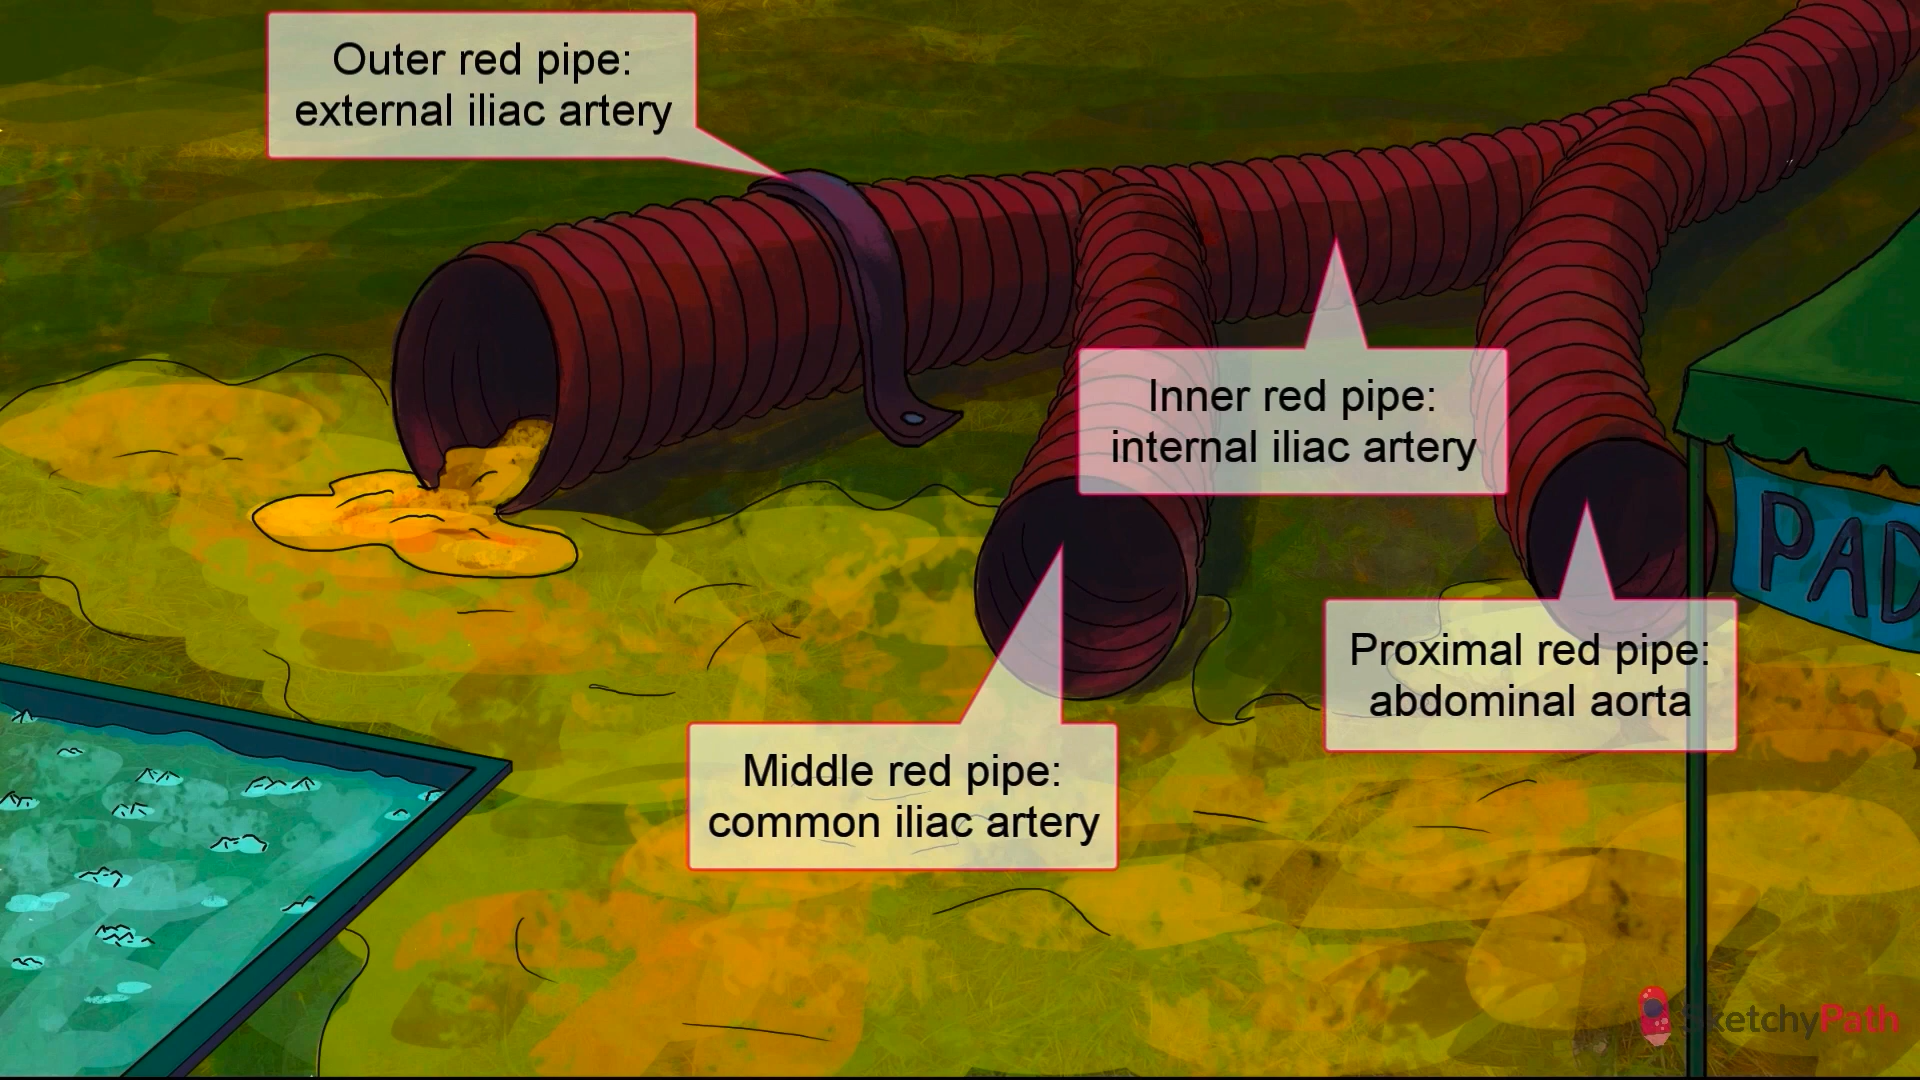 Outer red pipe:
external iliac artery
Inner red pipe:
internal iliac artery
PAD
Proximal red pipe:
abdominal aorta
Middle red pipe:
common iliac artery
SketchyPath